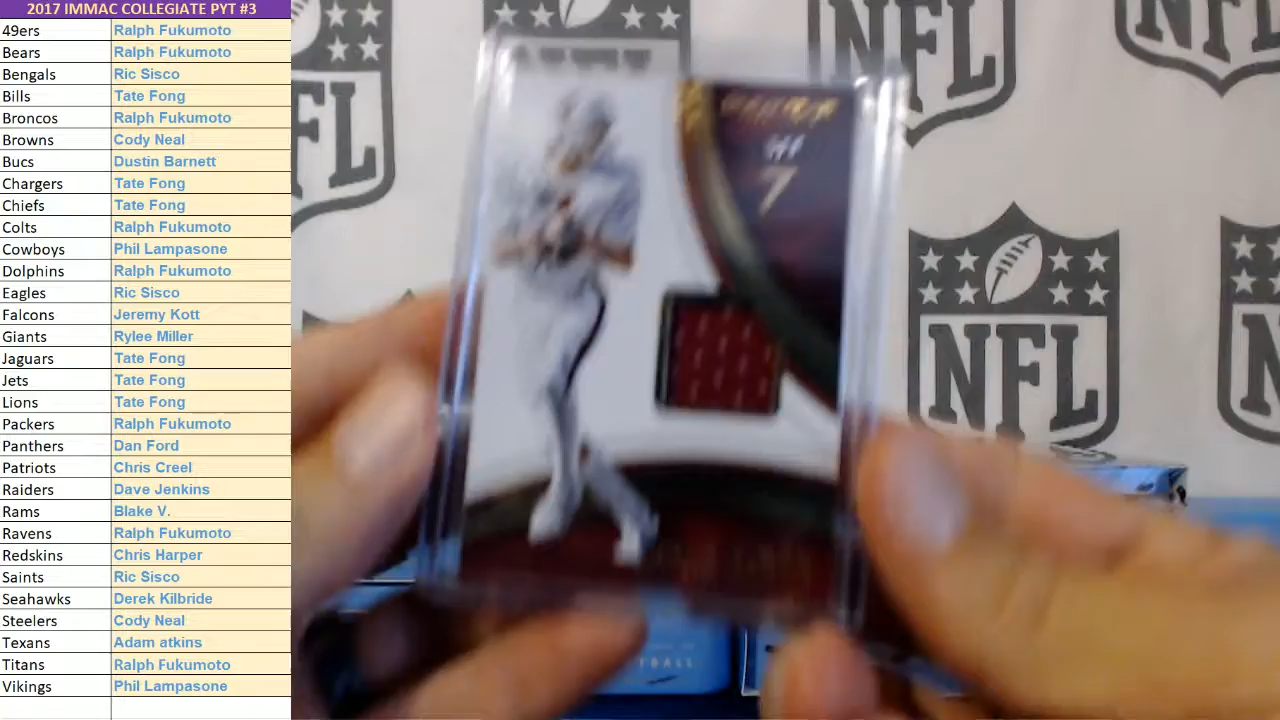 2017 IMMAC COLLEGIATE PYT #3
49ers Ralph Fukumoto
Bears Ralph Fukumoto
Bengals Ric Sisco
Bills Tate Fong
Broncos Ralph Fukumoto
Browns Cody Neal
Bucs Dustin Barnett
Chargers Tate Fong
Chiefs Tate Fong
Colts Ralph Fukumoto
Cowboys Phil Lampasone
Dolphins Ralph Fukumoto
Eagles Ric Sisco
Falcons Jeremy Kott
Giants Rylee Miller
Jaguars Tate Fong
Jets Tate Fong
Lions Tate Fong
Packers Ralph Fukumoto
Panthers Dan Ford
Patriots Chris Creel
Raiders Dave Jenkins
Rams Blake V.
Ravens Ralph Fukumoto
Redskins Chris Harper
Saints Ric Sisco
Seahawks Derek Kilbride
Steelers Cody Neal
Texans Adam atkins
Titans Ralph Fukumoto
Vikings Phil Lampasone
NFL
NFL
NFL
NFL
7